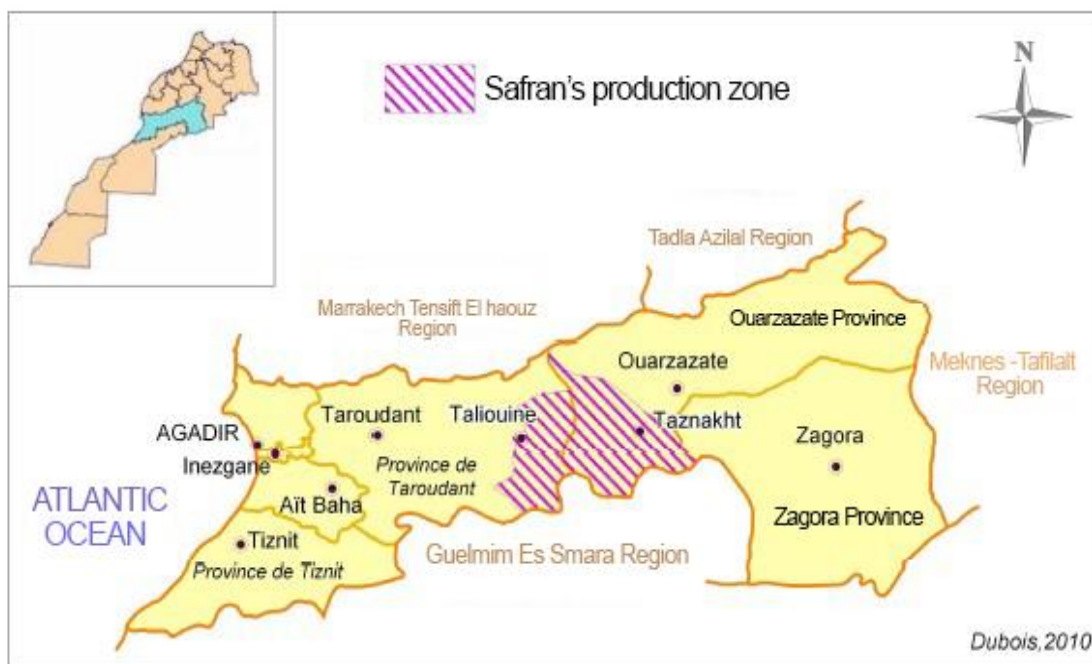 N
Safran's production zone
Tadla Azilal Region
Marrakech Tensift El haouz
Region
Ouarzazate Province
Ouarzazate
Meknes -Tafilalt
Region
Taroudant
Taliouine
Taznakht
AGADIR
Zagora
Inezgane
Province de
Taroudant
ATLANTIC
OCEAN
Aït Baha
Zagora Province
Tiznit
Guelmim Es Smara Region
Province de Tiznit
Dubois,2010